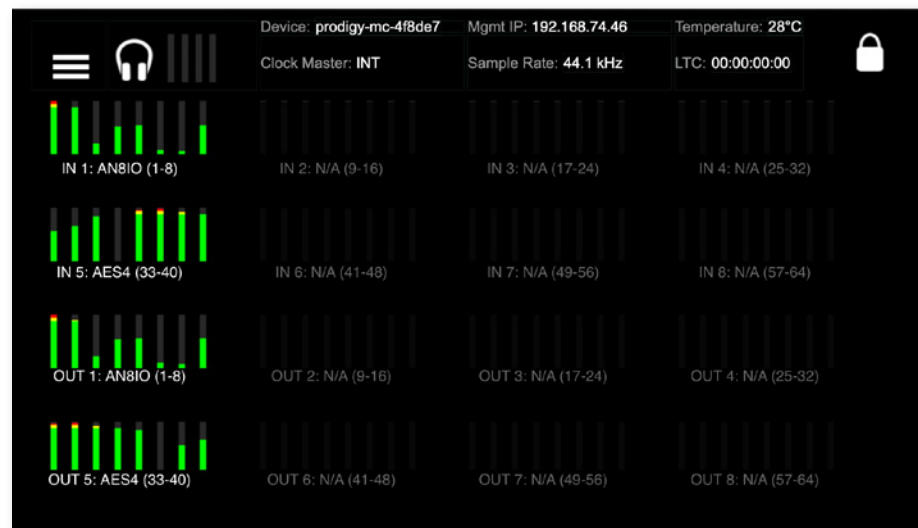 Device: prodigy-mc-4f8de7 Mgmt IP: 192.168.74.46 Temperature: 28°C
Clock Master: INT Sample Rate: 44.1 kHz LTC: 00:00:00:00
IN 1: AN8IO (1-8) IN 2: N/A (9-16) IN 3: N/A (17-24) IN 4: N/A (25-32)
IN 5: AES4 (33-40) IN 6: N/A (41-48) IN 7: N/A (49-56) IN 8: N/A (57-64)
OUT 1: AN8IO (1-8) OUT 2: N/A (9-16) OUT 3: N/A (17-24) OUT 4: N/A (25-32)
OUT 5: AES4 (33-40) OUT 6: N/A (41-48) OUT 7: N/A (49-56) OUT 8: N/A (57-64)